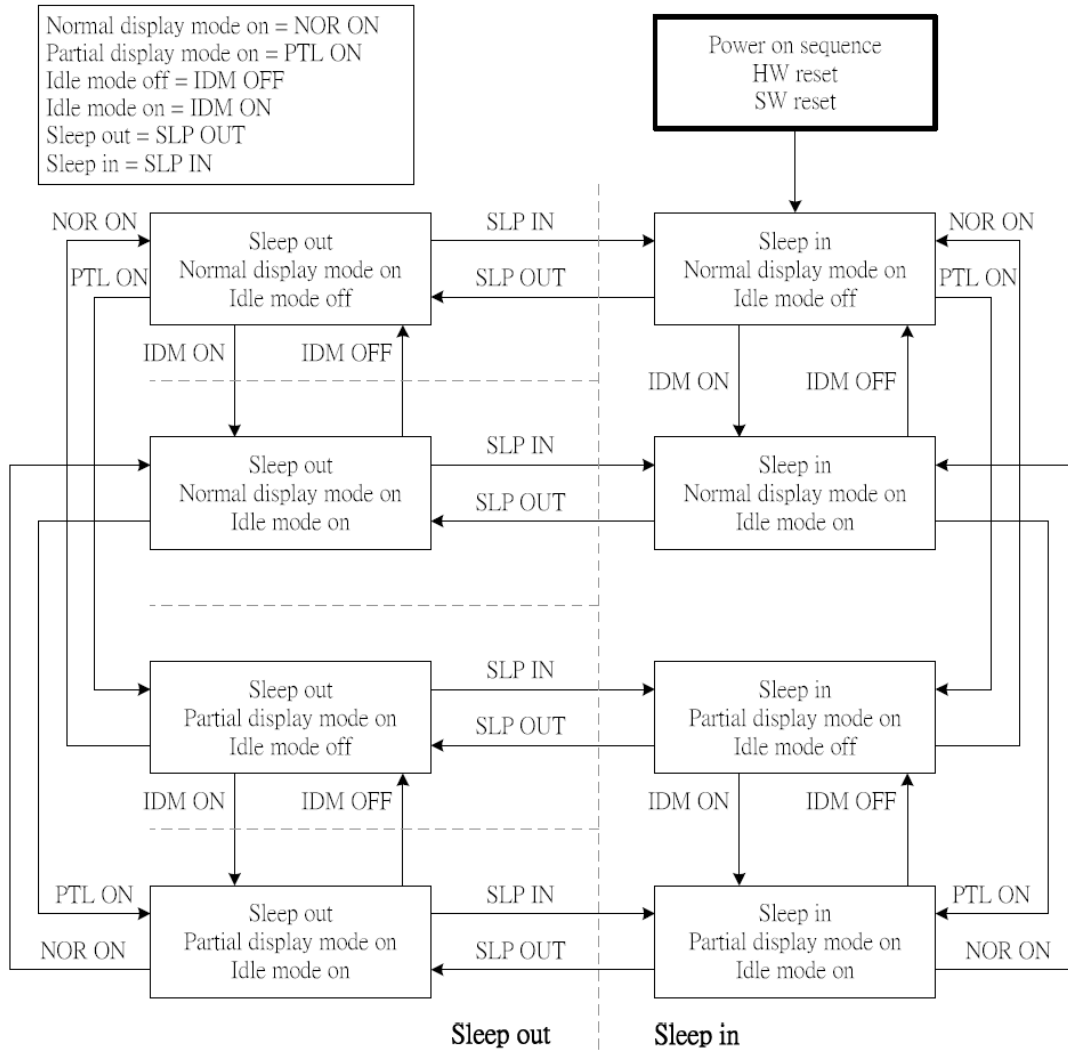 Normal display mode on = NOR ON
Partial display mode on = PTL ON
Idle mode off = IDM OFF
Idle mode on = IDM ON
Sleep out = SLP OUT
Sleep in = SLP IN
Power on sequence
HW reset
SW reset
NOR ON
PTL ON
Sleep out
Normal display mode on
Idle mode off
SLP IN
SLP OUT
Sleep in
Normal display mode on
Idle mode off
NOR ON
PTL ON
IDM ON
IDM OFF
IDM ON
IDM OFF
Sleep out
Normal display mode on
Idle mode on
SLP IN
SLP OUT
Sleep in
Normal display mode on
Idle mode on
Sleep out
Partial display mode on
Idle mode off
SLP IN
SLP OUT
Sleep in
Partial display mode on
Idle mode off
IDM ON
IDM OFF
IDM ON
IDM OFF
PTL ON
NOR ON
Sleep out
Partial display mode on
Idle mode on
SLP IN
SLP OUT
Sleep in
Partial display mode on
Idle mode on
PTL ON
NOR ON
Sleep out
Sleep in